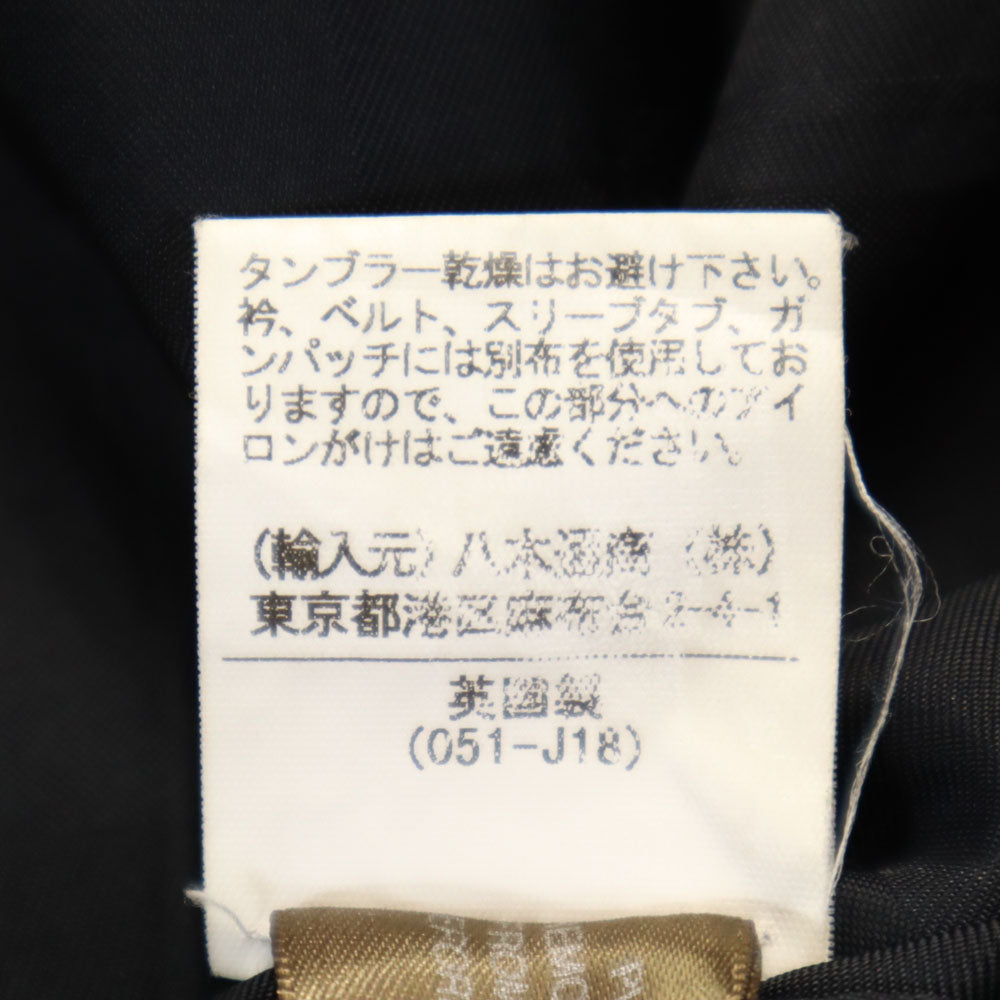 タンブラー乾燥はお避け下さい。
衿、ベルト、スリーブタブ、ガ
ンパッチには別布を使用してお
りますので、この部分へのアイ
ロンがけはご遠慮ください。
(輸入元) 八木通商 (株)
東京都港区麻布台2-4-1
英国製
(051-J18)